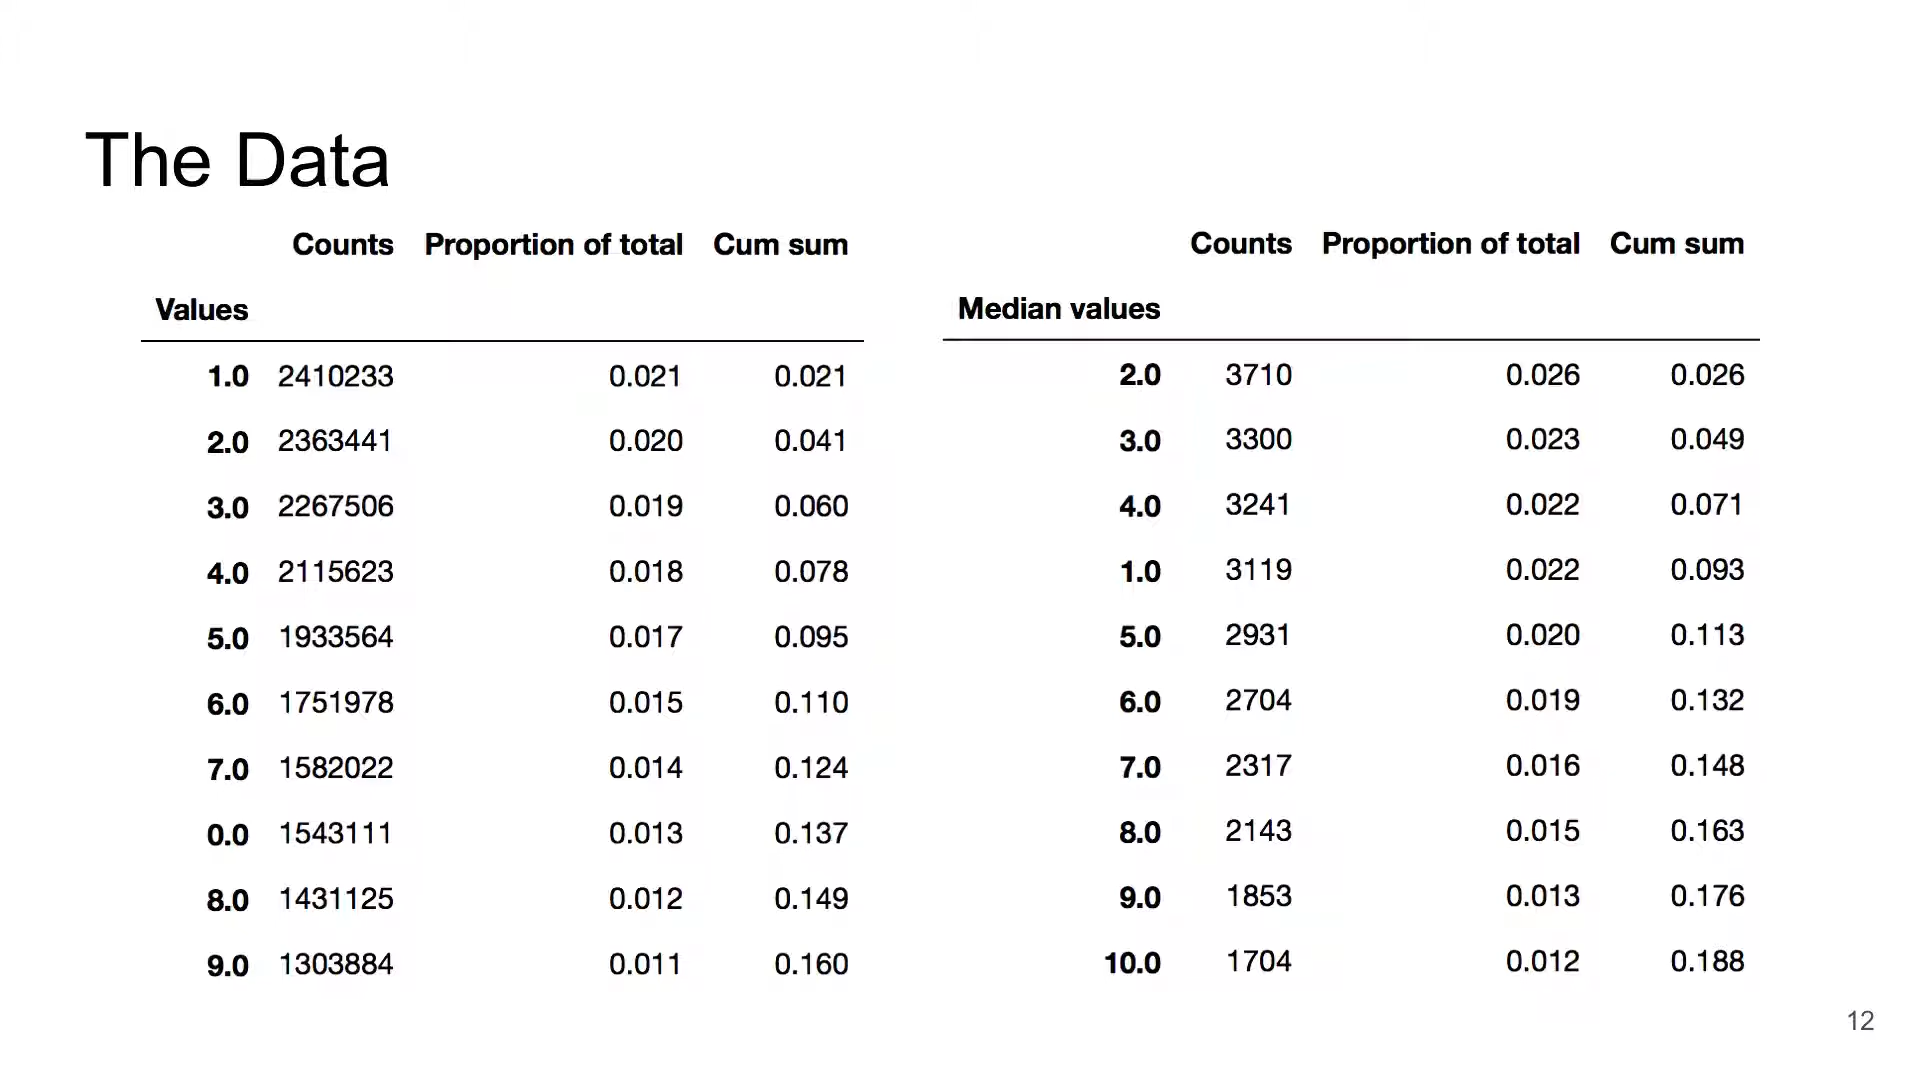 The Data
Counts Proportion of total Cum sum
Values
1.0 2410233 0.021 0.021
2.0 2363441 0.020 0.041
3.0 2267506 0.019 0.060
4.0 2115623 0.018 0.078
5.0 1933564 0.017 0.095
6.0 1751978 0.015 0.110
7.0 1582022 0.014 0.124
0.0 1543111 0.013 0.137
8.0 1431125 0.012 0.149
9.0 1303884 0.011 0.160
Counts Proportion of total Cum sum
Median values
2.0 3710 0.026 0.026
3.0 3300 0.023 0.049
4.0 3241 0.022 0.071
1.0 3119 0.022 0.093
5.0 2931 0.020 0.113
6.0 2704 0.019 0.132
7.0 2317 0.016 0.148
8.0 2143 0.015 0.163
9.0 1853 0.013 0.176
10.0 1704 0.012 0.188
12